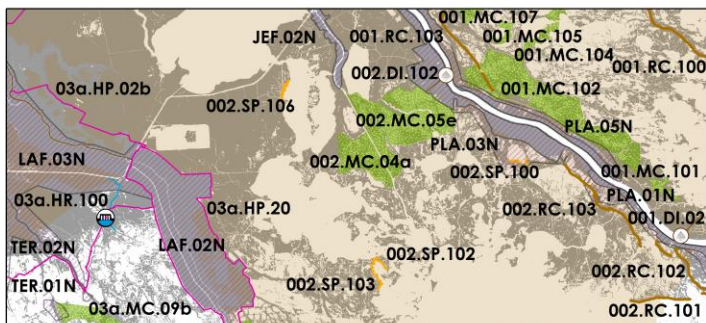 001.MC.107
JEF.02N
001.RC.103
001.MC.105
001.MC.104
001.RC.100
002.DI.102
03a.HP.02b
001.MC.102
002.SP.106
002.MC.05e
PLA.05N
PLA.03N
LAF.03N
002.MC.04a
002.SP.100
001.MC.101
PLA.01N
03a.HR.100
03a.HP.20
002.RC.103
001.DI.02
TER.02N
LAF.02N
002.SP.102
002.RC.102
TER.01N
002.SP.103
03a.MC.09b
002.RC.101